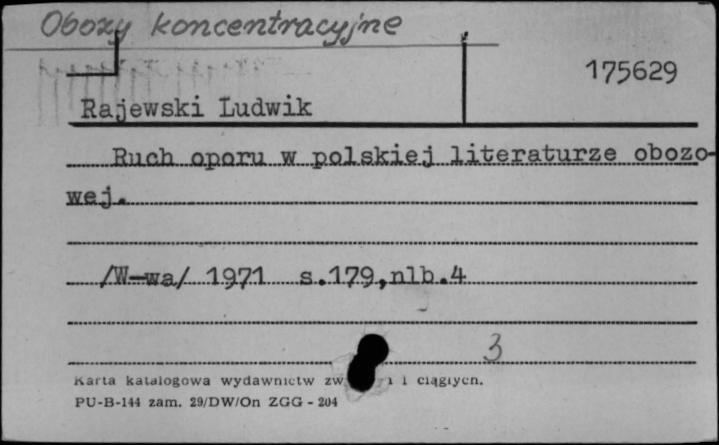 Obozy koncentracyjne
175629
Rajewski Ludwik
Ruch oporu w polskiej literaturze obozo-
wej.
/W-wa/ 1971 s.179,nlb.4
3
Karta katalogowa wydawnictw zw i ciągłych.
PU-B-144 zam. 29/DW/On ZGG - 204